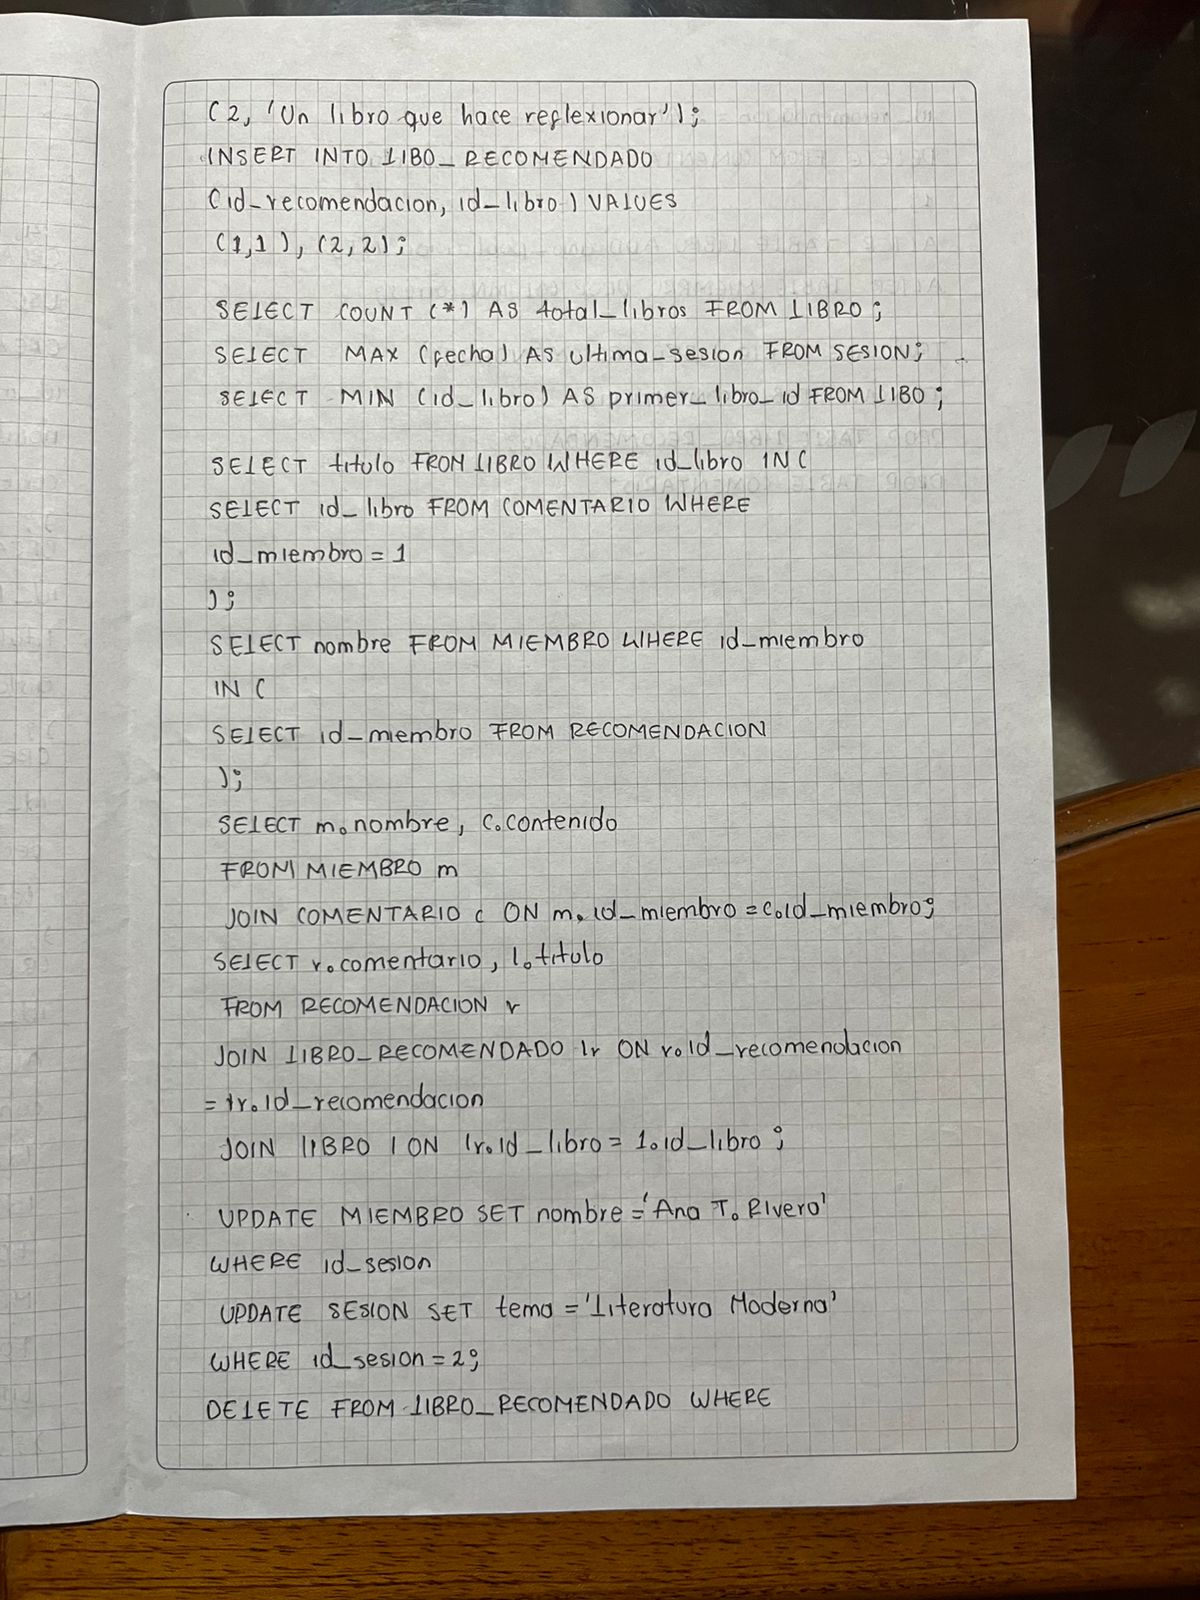 (2, 'Un libro que hace reflexionar');
INSERT INTO LIBO_RECOMENDADO
(id_recomendacion, id_libro) VALUES
(1,1), (2,2);
SELECT COUNT (*) AS total_libros FROM LIBRO;
SELECT MAX (fecha) AS ultima_sesion FROM SESION;
SELECT MIN (id_libro) AS primer_libro_id FROM LIBO;
SELECT titulo FROM LIBRO WHERE id_libro IN (
SELECT id_libro FROM COMENTARIO WHERE
id_miembro = 1
);
SELECT nombre FROM MIEMBRO WHERE id_miembro
IN (
SELECT id_miembro FROM RECOMENDACION
);
SELECT m.nombre, c.contenido
FROM MIEMBRO m
JOIN COMENTARIO c ON m.id_miembro = c.id_miembro;
SELECT r.comentario, l.titulo
FROM RECOMENDACION r
JOIN LIBRO_RECOMENDADO lr ON r.id_recomendacion
= lr.id_recomendacion
JOIN LIBRO l ON lr.id_libro = l.id_libro;
UPDATE MIEMBRO SET nombre = 'Ana T. Rivero'
WHERE id_sesion
UPDATE SESION SET tema = 'Literatura Moderna'
WHERE id_sesion = 2;
DELETE FROM LIBRO_RECOMENDADO WHERE